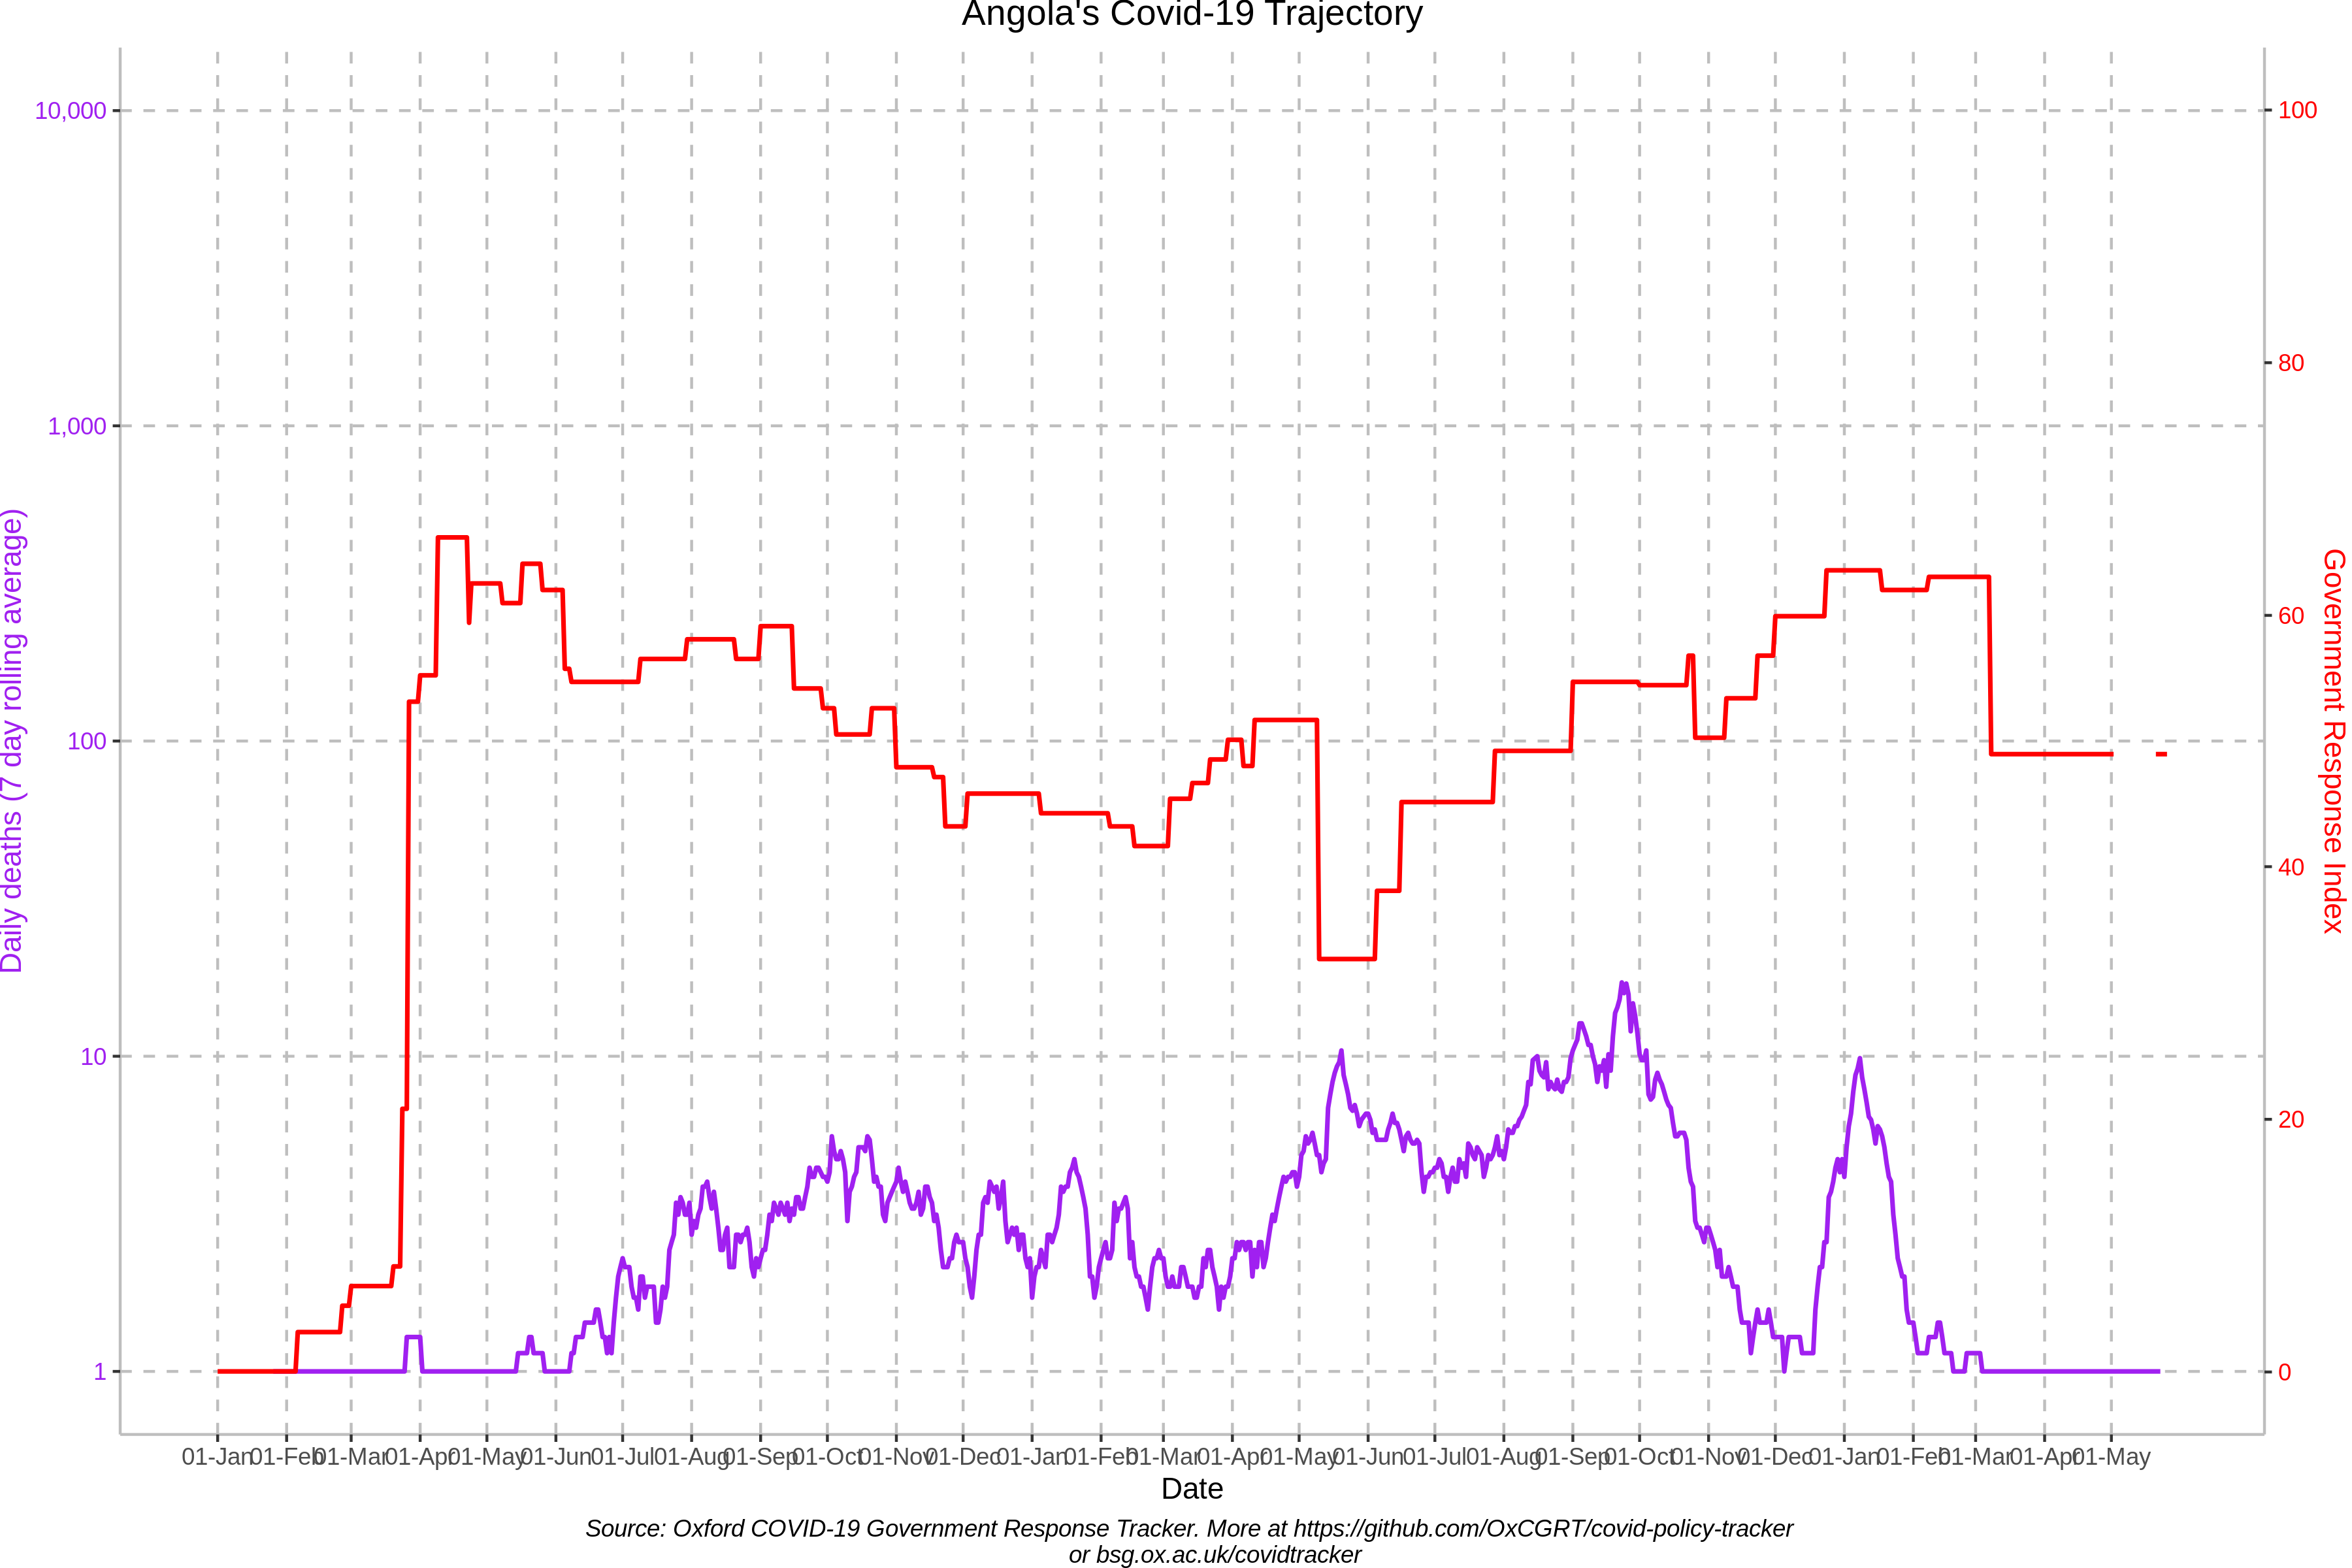 Angola's Covid-19 Trajectory
10,000
1,000
100
10
1
Daily deaths (7 day rolling average)
100
80
60
40
20
0
Government Response Index
01-Jan
01-Feb
01-Mar
01-Apr
01-May
01-Jun
01-Jul
01-Aug
01-Sep
01-Oct
01-Nov
01-Dec
01-Jan
01-Feb
01-Mar
01-Apr
01-May
01-Jun
01-Jul
01-Aug
01-Sep
01-Oct
01-Nov
01-Dec
01-Jan
01-Feb
01-Mar
01-Apr
01-May
Date
Source: Oxford COVID-19 Government Response Tracker. More at https://github.com/OxCGRT/covid-policy-tracker
or bsg.ox.ac.uk/covidtracker